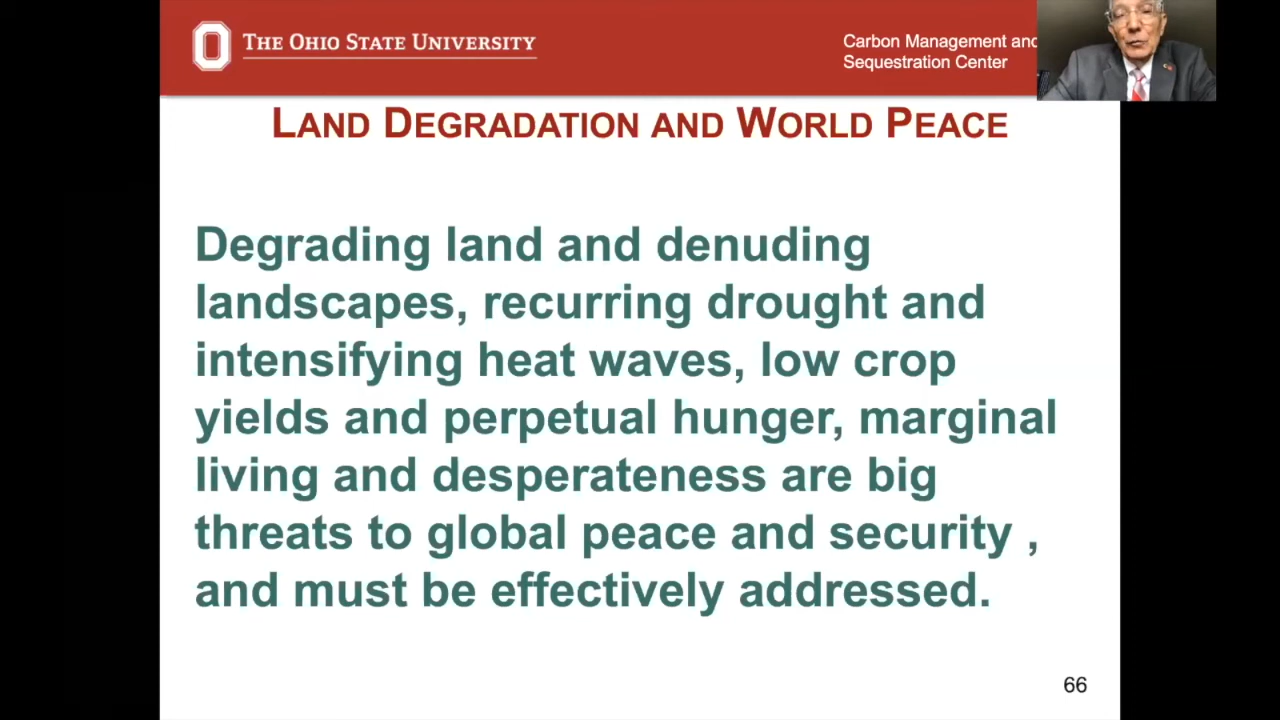 THE OHIO STATE UNIVERSITY
Carbon Management and
Sequestration Center
LAND DEGRADATION AND WORLD PEACE
Degrading land and denuding
landscapes, recurring drought and
intensifying heat waves, low crop
yields and perpetual hunger, marginal
living and desperateness are big
threats to global peace and security ,
and must be effectively addressed.
66